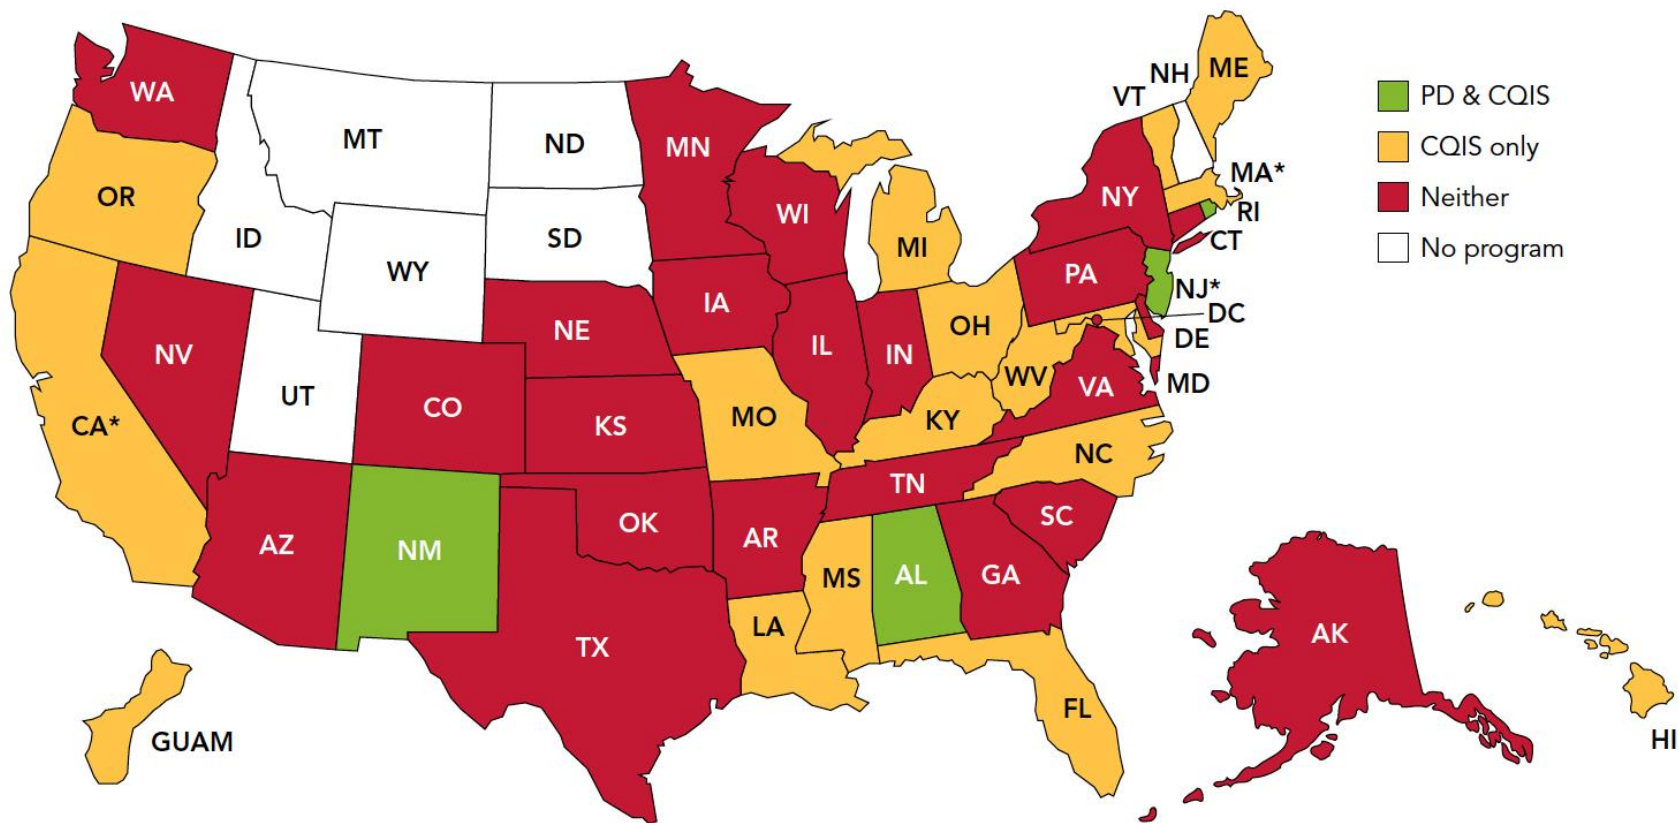 WA
OR
CA*
NV
ID
MT
WY
UT
AZ
CO
NM
ND
SD
NE
KS
OK
TX
MN
IA
MO
AR
LA
WI
IL
IN
MI
OH
KY
TN
MS
AL
GA
FL
SC
NC
VA
WV
PA
NY
VT
NH
ME
MA*
RI
CT
NJ*
DC
DE
MD
AK
HI
GUAM
PD & CQIS
CQIS only
Neither
No program